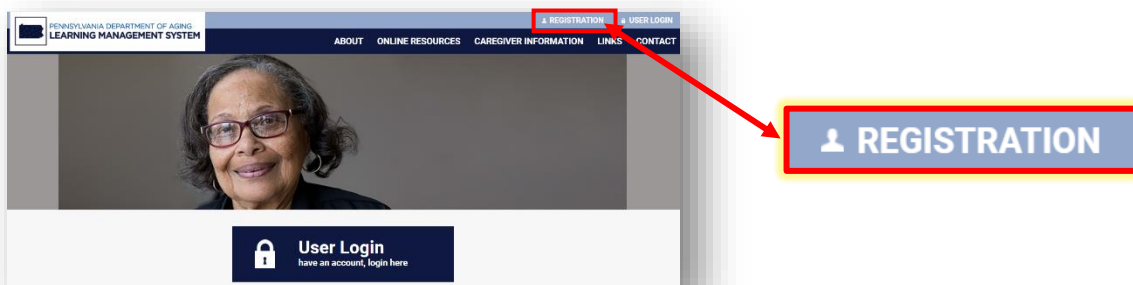 PENNSYLVANIA DEPARTMENT OF AGING
LEARNING MANAGEMENT SYSTEM
REGISTRATION USER LOGIN
ABOUT ONLINE RESOURCES CAREGIVER INFORMATION LINKS CONTACT
REGISTRATION
User Login
have an account, login here